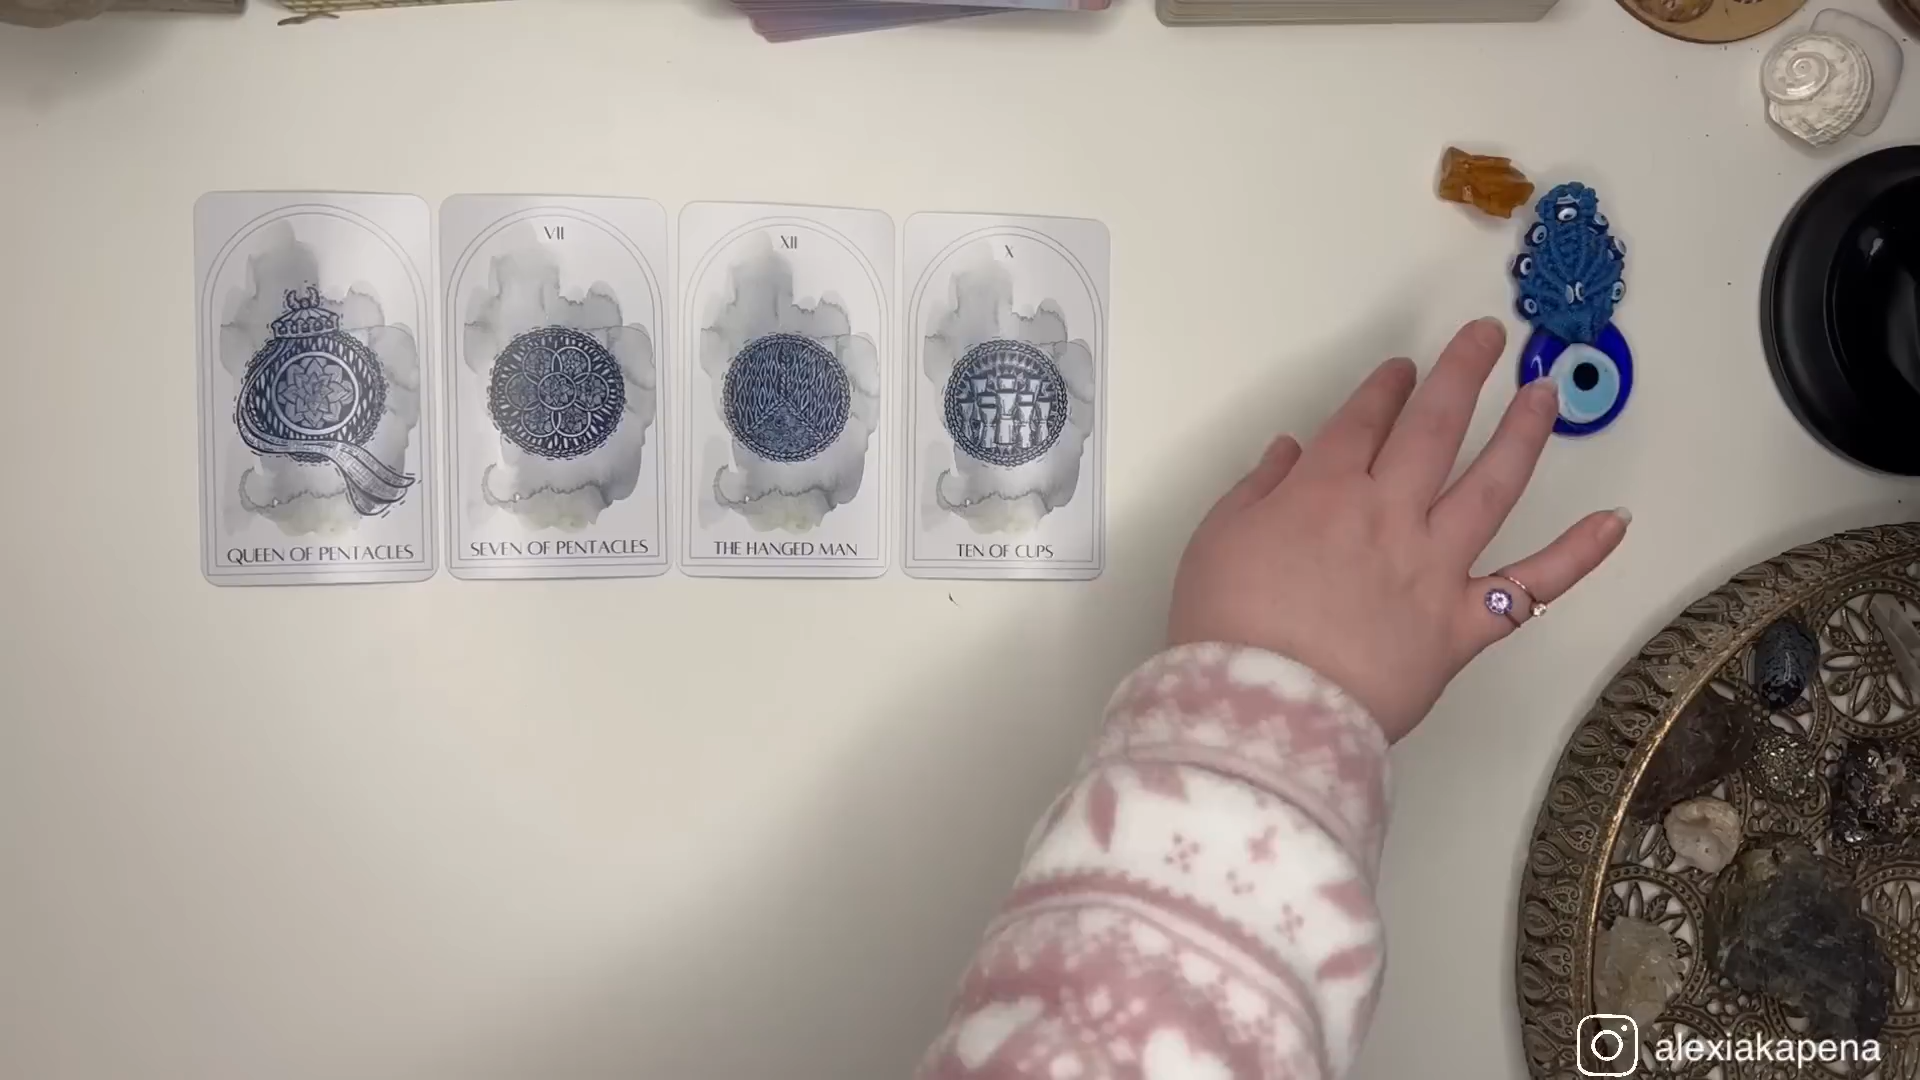 VII
XII
X
QUEEN OF PENTACLES
SEVEN OF PENTACLES
THE HANGED MAN
TEN OF CUPS
alexiakapena